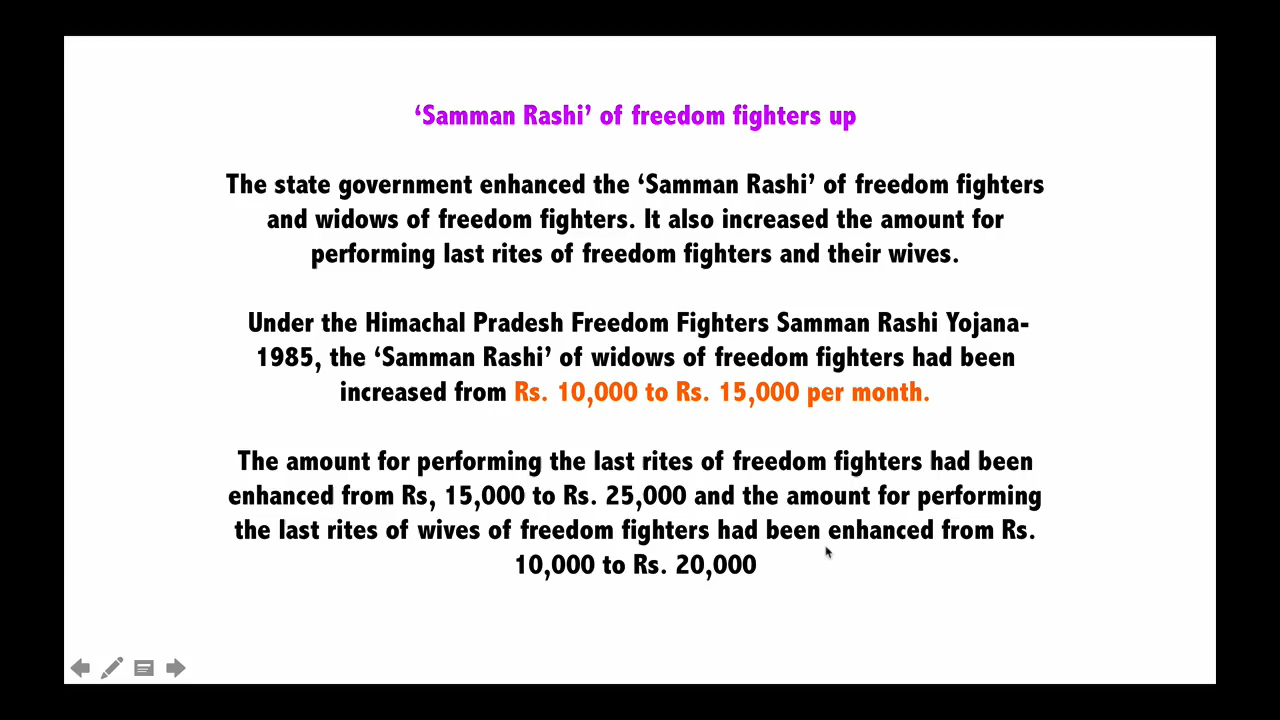 ‘Samman Rashi’ of freedom fighters up
The state government enhanced the ‘Samman Rashi’ of freedom fighters
and widows of freedom fighters. It also increased the amount for
performing last rites of freedom fighters and their wives.
Under the Himachal Pradesh Freedom Fighters Samman Rashi Yojana-
1985, the ‘Samman Rashi’ of widows of freedom fighters had been
increased from Rs. 10,000 to Rs. 15,000 per month.
The amount for performing the last rites of freedom fighters had been
enhanced from Rs, 15,000 to Rs. 25,000 and the amount for performing
the last rites of wives of freedom fighters had been enhanced from Rs.
10,000 to Rs. 20,000